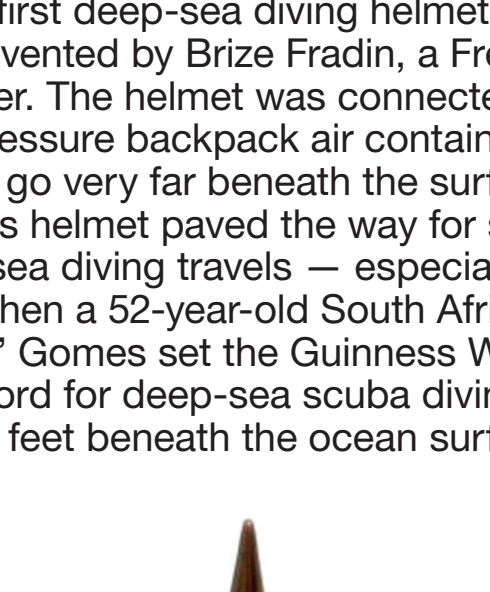 first deep-sea diving helmet
vented by Brize Fradin, a Fre
er. The helmet was connecte
essure backpack air contain
go very far beneath the surf
s helmet paved the way for s
sea diving travels — especia
hen a 52-year-old South Afri
’ Gomes set the Guinness W
ord for deep-sea scuba divin
feet beneath the ocean surf